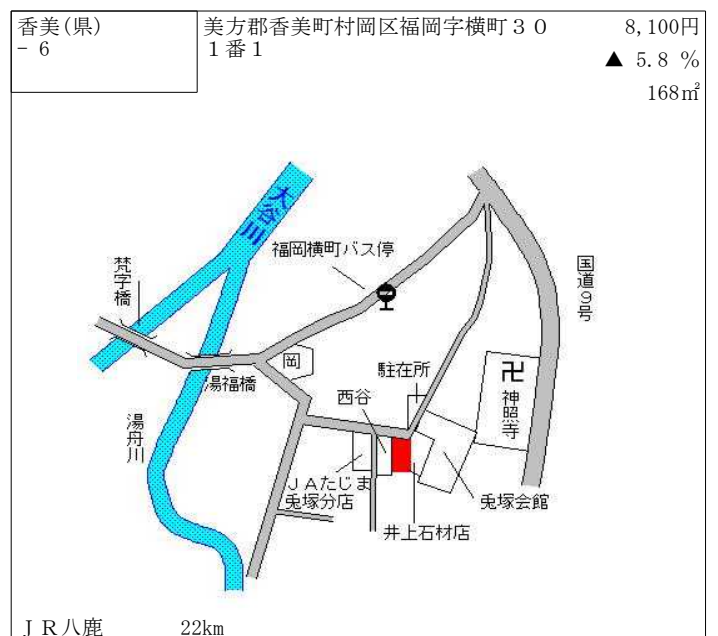 香美(県)
- 6
美方郡香美町村岡区福岡字横町３０
１番１
8,100円
▲ 5.8 %
168㎡
大谷川
福岡横町バス停
梵字橋
国道９号
岡
湯福橋
駐在所
西谷
卍
神照寺
湯舟川
ＪＡたじま
兎塚分店
兎塚会館
井上石材店
ＪＲ八鹿 22km